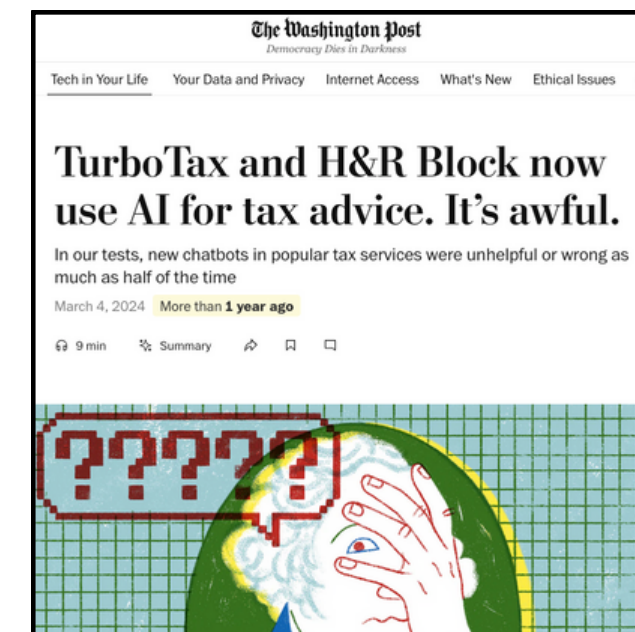 The Washington Post
Democracy Dies in Darkness
Tech in Your Life Your Data and Privacy Internet Access What's New Ethical Issues
TurboTax and H&R Block now
use AI for tax advice. It’s awful.
In our tests, new chatbots in popular tax services were unhelpful or wrong as
much as half of the time
March 4, 2024 More than 1 year ago
9 min Summary
?????